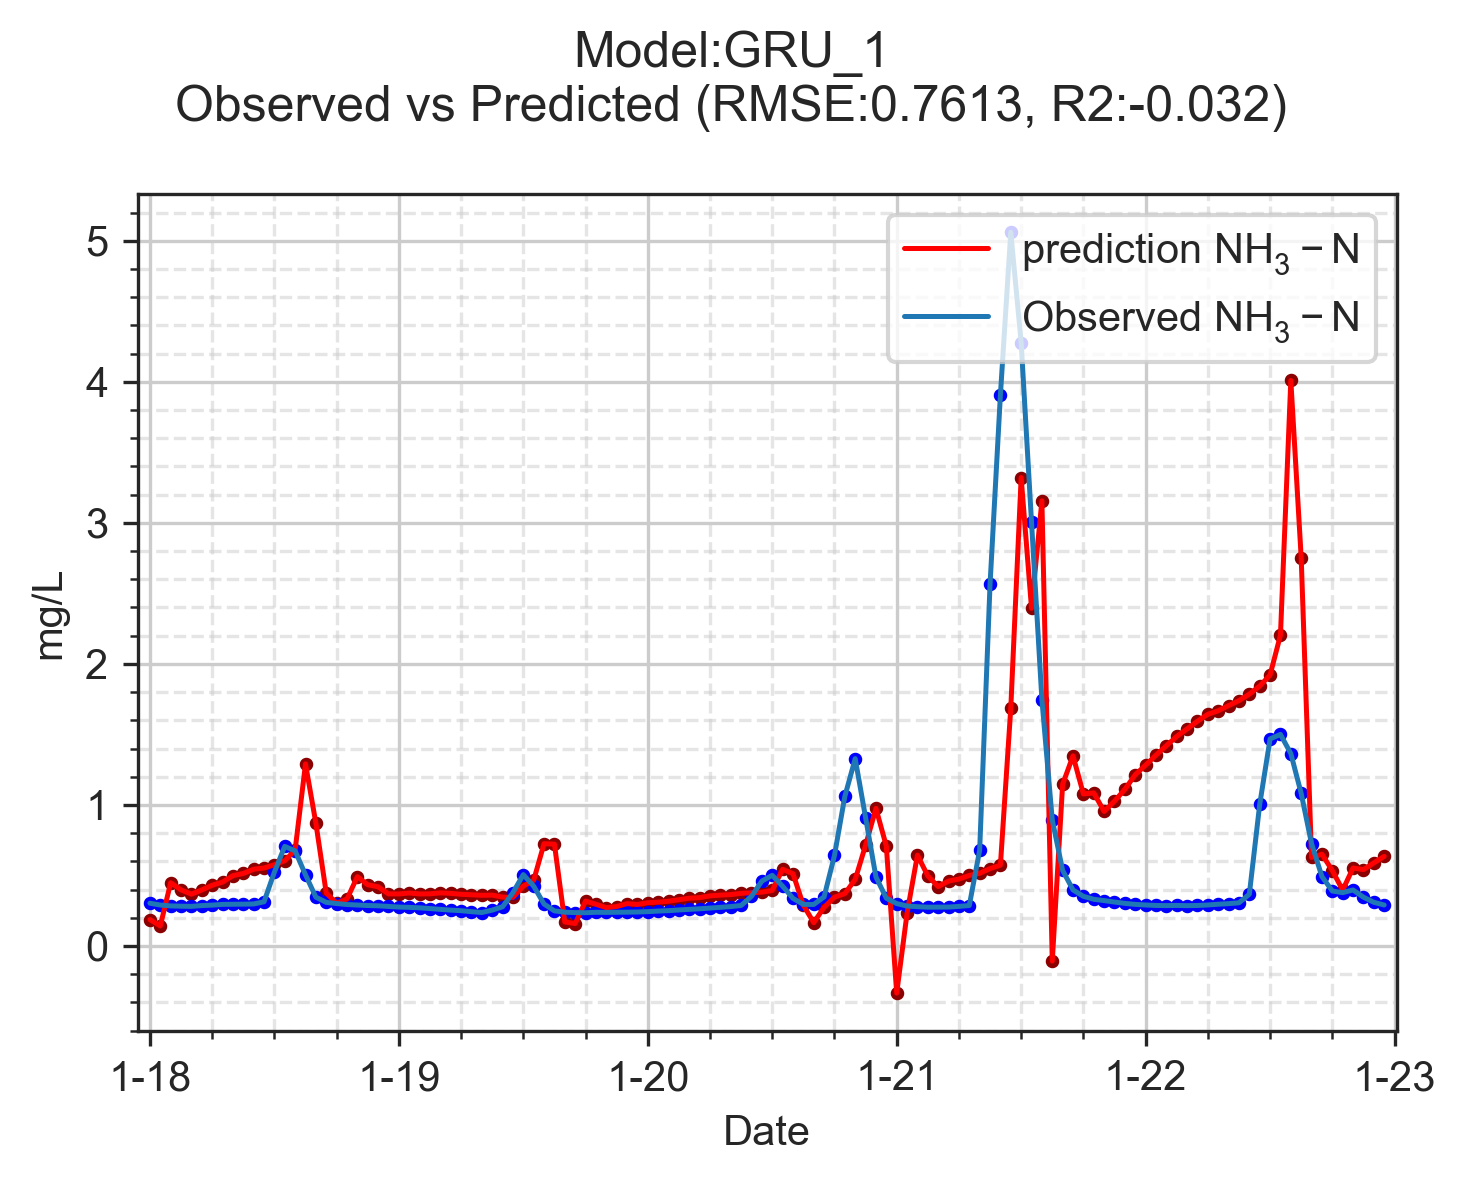 Model:GRU_1
Observed vs Predicted (RMSE:0.7613, R2:-0.032)
prediction NH₃ − N
Observed NH₃ − N
5
4
3
2
1
0
mg/L
1-18 1-19 1-20 1-21 1-22 1-23
Date